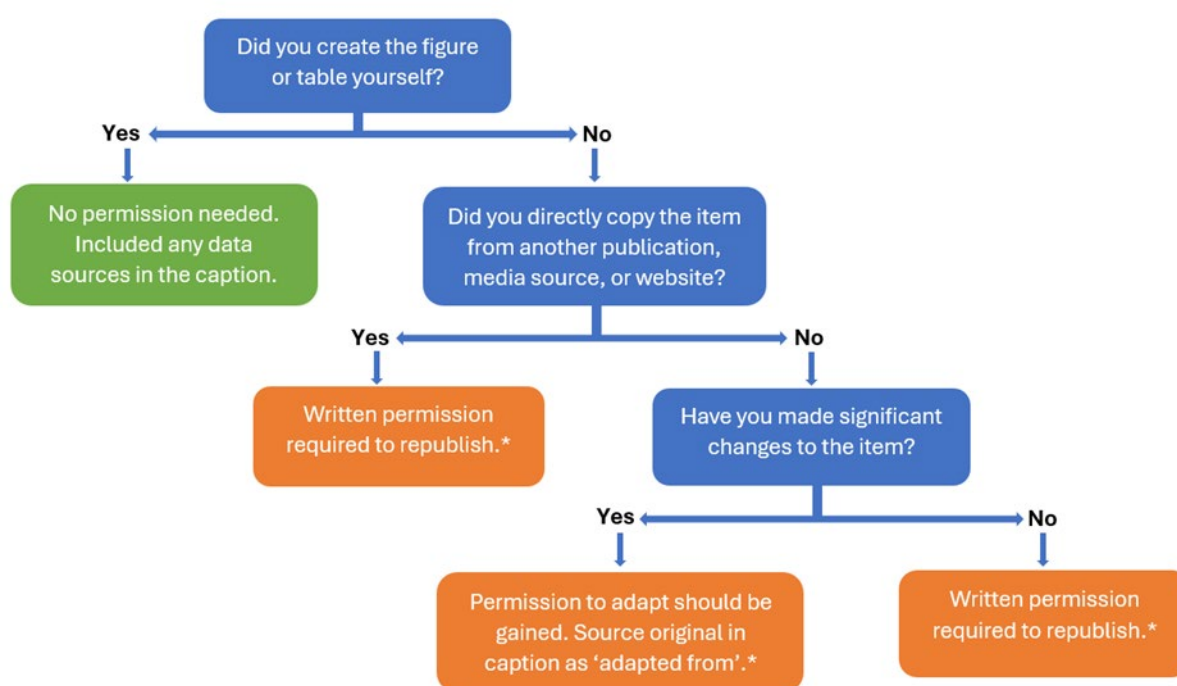 Did you create the figure
or table yourself?
Yes
No
No permission needed.
Included any data
sources in the caption.
Did you directly copy the item
from another publication,
media source, or website?
Yes
No
Written permission
required to republish.*
Have you made significant
changes to the item?
Yes
No
Permission to adapt should be
gained. Source original in
caption as ‘adapted from’.*
Written permission
required to republish.*